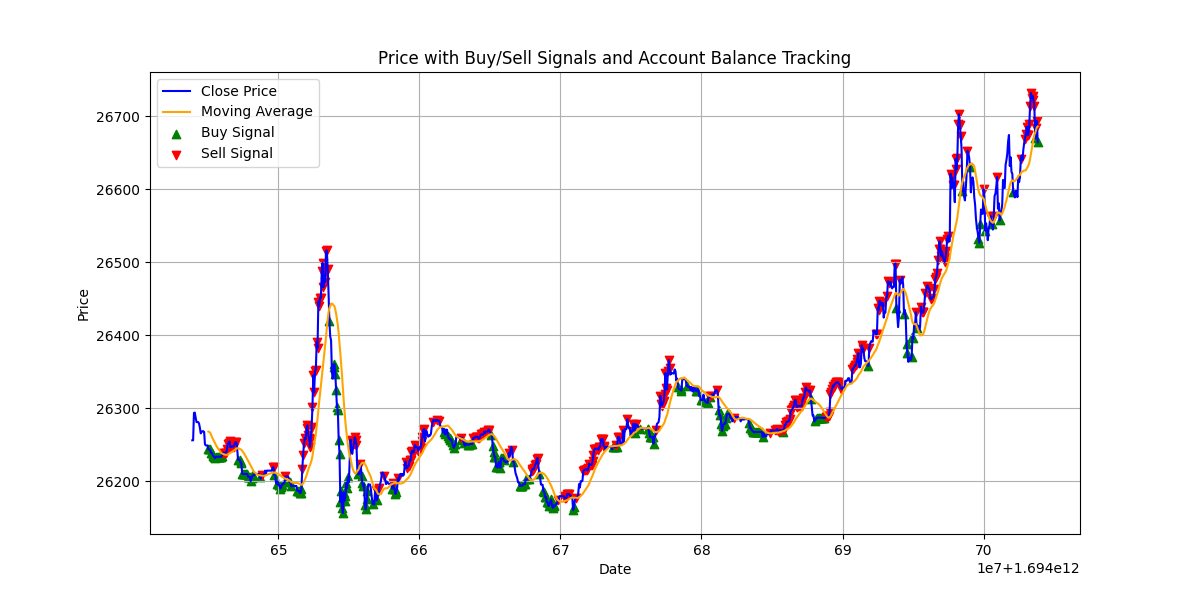 Price with Buy/Sell Signals and Account Balance Tracking
Close Price
Moving Average
Buy Signal
Sell Signal
Price
26700
26600
26500
26400
26300
26200
65 66 67 68 69 70
Date
1e7+1.694e12